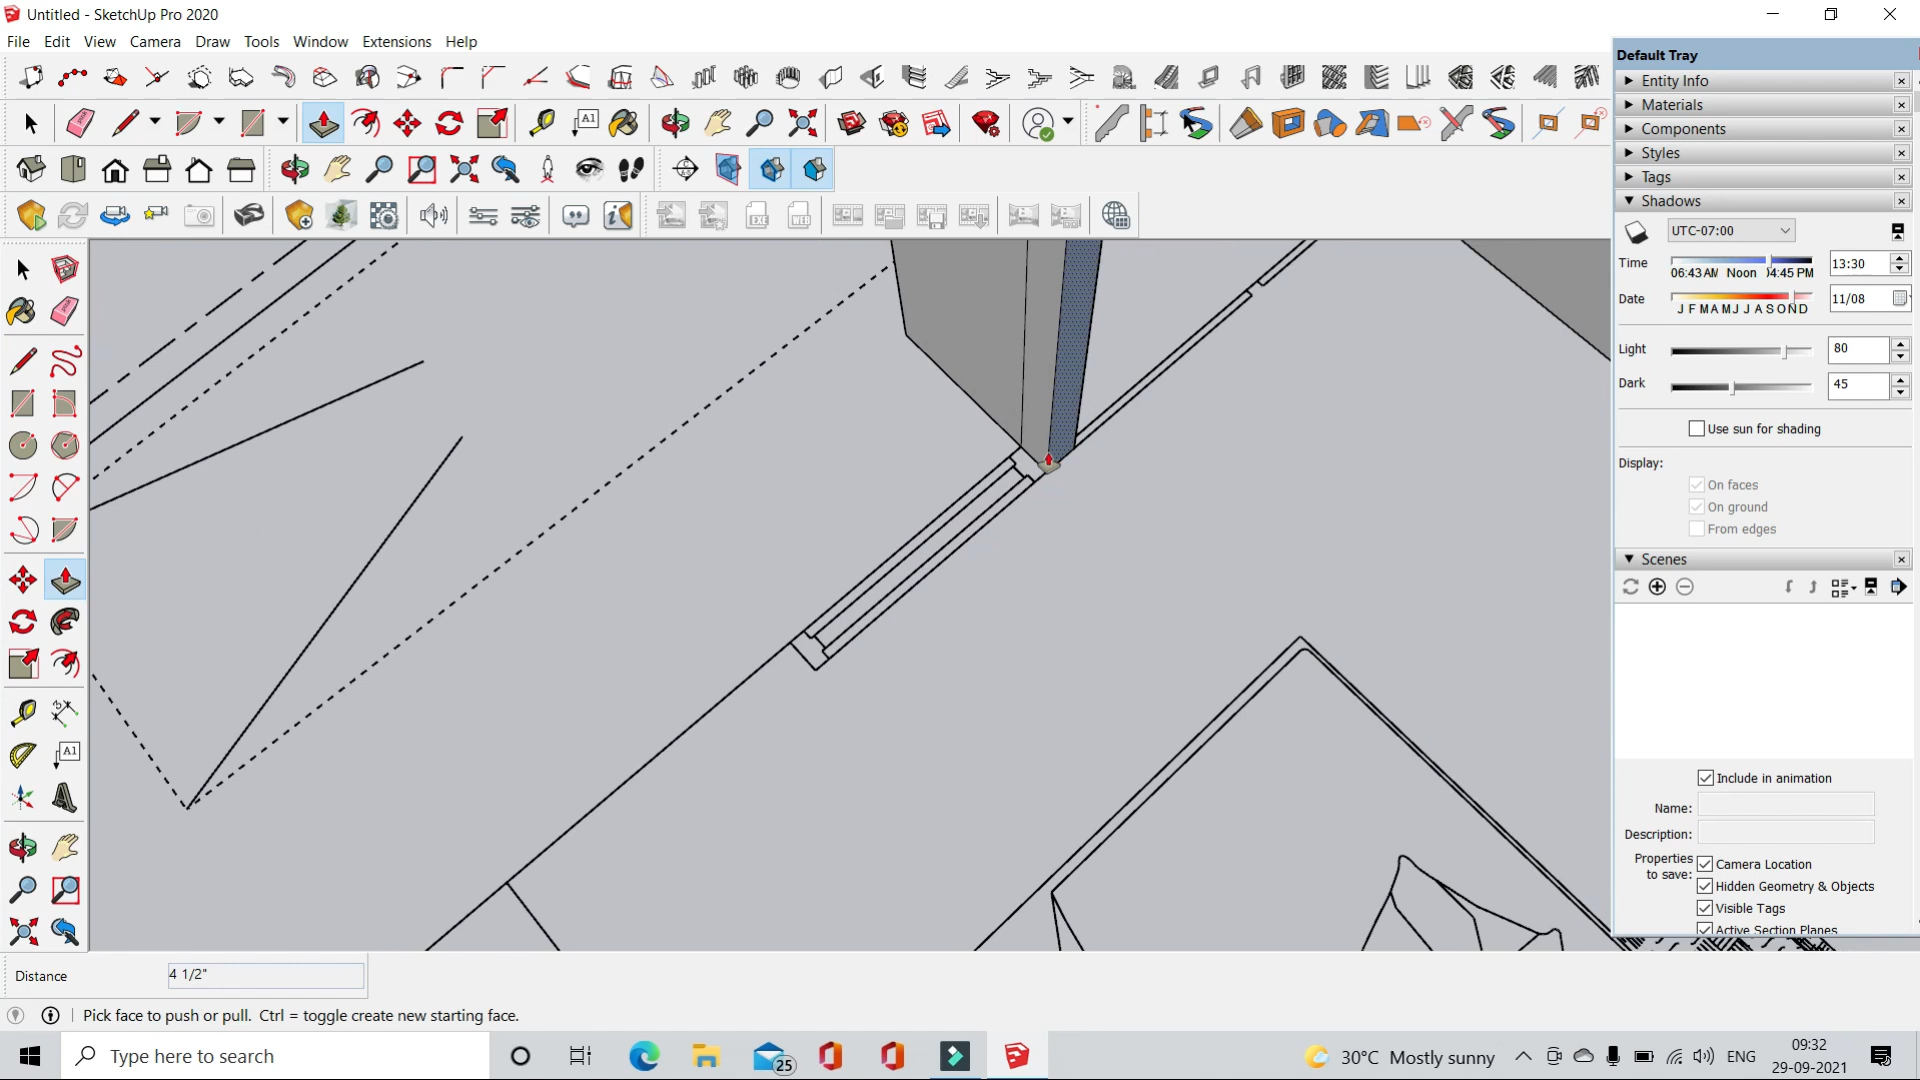 Untitled - SketchUp Pro 2020
File Edit View Camera Draw Tools Window Extensions Help
Default Tray
Entity Info
Materials
Components
Styles
Tags
Shadows
UTC-07:00
Time
06:43 AM Noon 04:45 PM
13:30
Date
J F M A M J J A S O N D
11/08
Light
80
Dark
45
Use sun for shading
Display:
On faces
On ground
From edges
Scenes
Include in animation
Name:
Description:
Properties to save:
Camera Location
Hidden Geometry & Objects
Visible Tags
Active Section Planes
A1
A1
EXE
WEB
Distance
4 1/2"
Pick face to push or pull. Ctrl = toggle create new starting face.
Type here to search
25
30°C Mostly sunny
ENG
09:32
29-09-2021